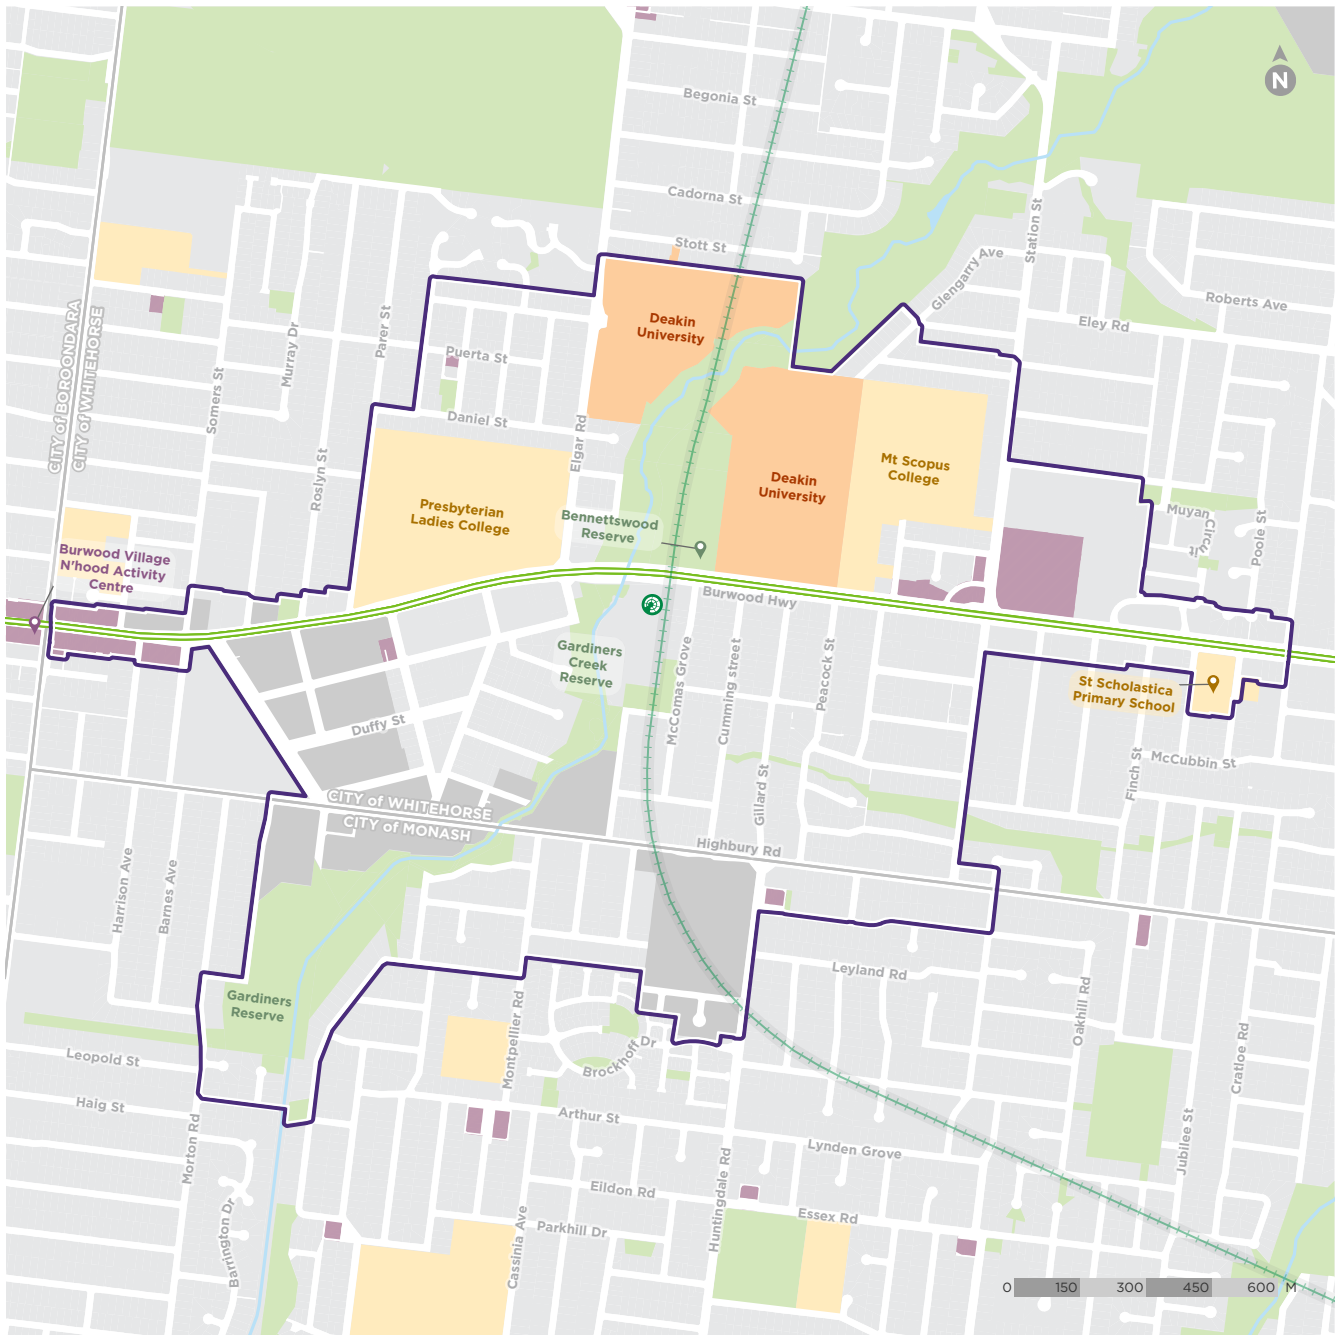 N
Begonia St
Cadorna St
Stott St
Station St
Glengarry Ave
Roberts Ave
Eley Rd
CITY of BOROONDARA
CITY of WHITEHORSE
Somers St
Murray Dr
Parer St
Roslyn St
Puerta St
Daniel St
Elgar Rd
Deakin
University
Deakin
University
Mt Scopus
College
Presbyterian
Ladies College
Bennettswood
Reserve
Muyan
Circuit
Poole St
Burwood Village
N'hood Activity
Centre
Burwood Hwy
Gardiners
Creek
Reserve
McComas Grove
Cumming street
Peacock St
St Scholastica
Primary School
Duffy St
Finch St
McCubbin St
Gillard St
CITY of WHITEHORSE
CITY of MONASH
Highbury Rd
Harrison Ave
Barnes Ave
Leyland Rd
Gardiners
Reserve
Montpellier Rd
Oakhill Rd
Cratloe Rd
Brockhoff Dr
Leopold St
Haig St
Morton Rd
Arthur St
Lynden Grove
Jubilee St
Eildon Rd
Huntingdale Rd
Essex Rd
Parkhill Dr
Cassinia Ave
Barrington Dr
0 150 300 450 600 M